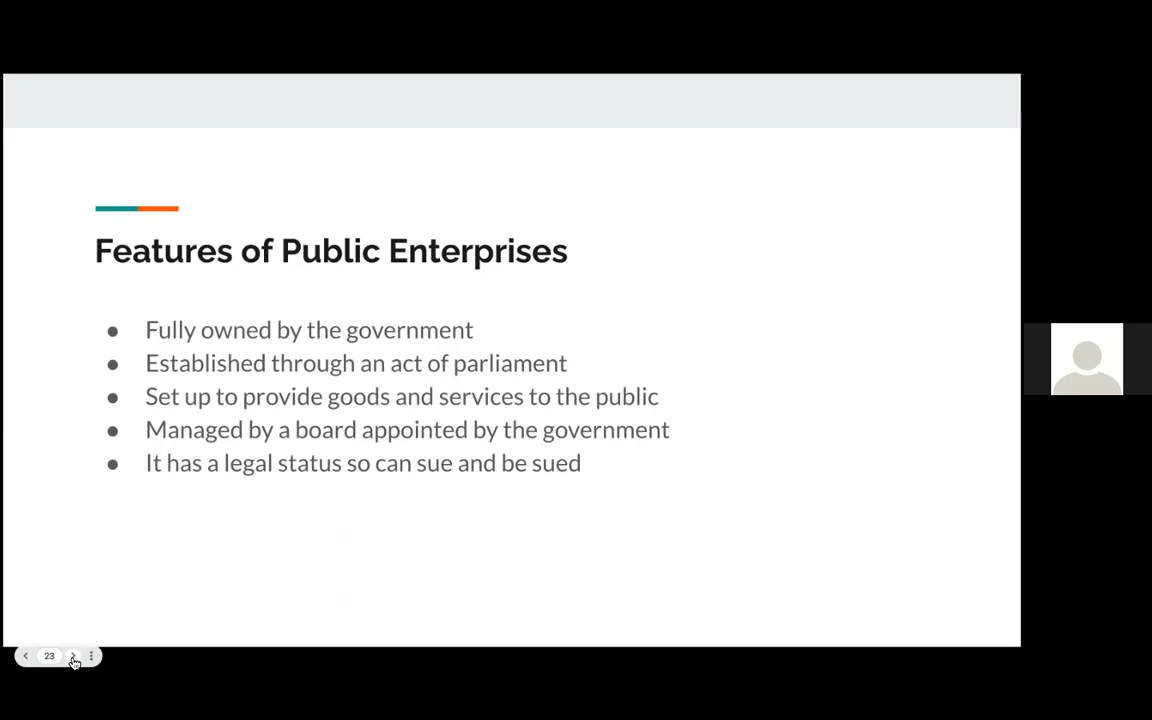 Features of Public Enterprises
● Fully owned by the government
● Established through an act of parliament
● Set up to provide goods and services to the public
● Managed by a board appointed by the government
● It has a legal status so can sue and be sued
23